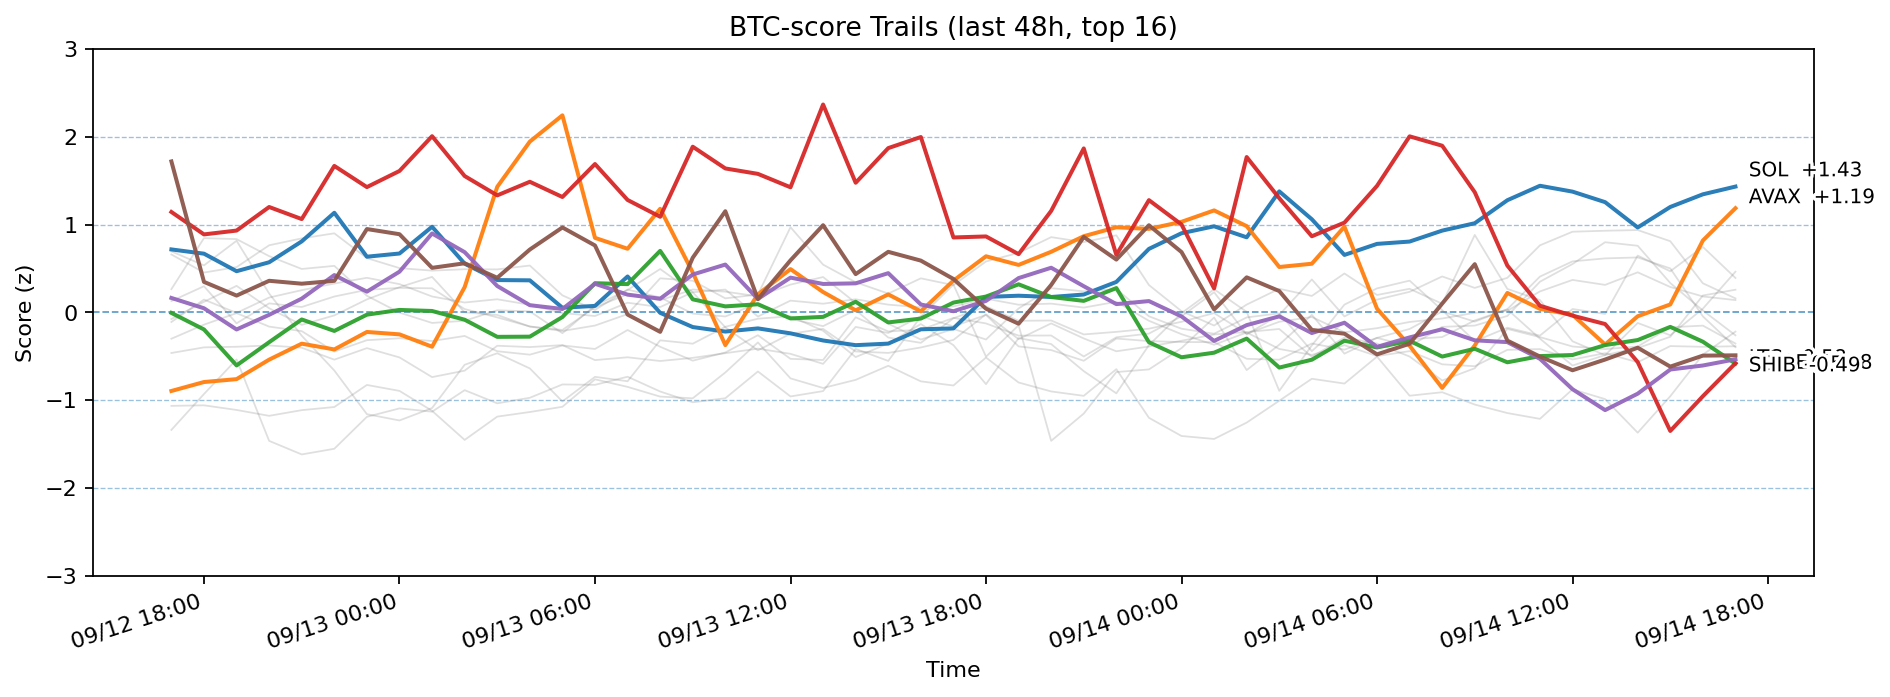 BTC-score Trails (last 48h, top 16)
3
2
1
0
−1
−2
−3
Score (z)
SOL +1.43
AVAX +1.19
SHIB
09/12 18:00
09/13 00:00
09/13 06:00
09/13 12:00
09/13 18:00
09/14 00:00
09/14 06:00
09/14 12:00
09/14 18:00
Time